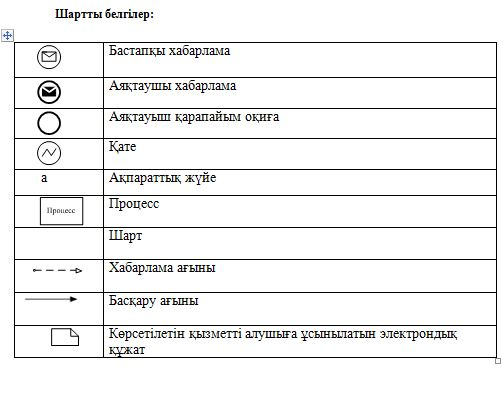 Шартты белгілер:
Бастапқы хабарлама
Аяқтаушы хабарлама
Аяқтауыш қарапайым оқиға
Қате
а Ақпараттық жүйе
Процесс Процесс
Шарт
Хабарлама ағыны
Басқару ағыны
Көрсетілетін қызметті алушыға ұсынылатын электрондық
құжат